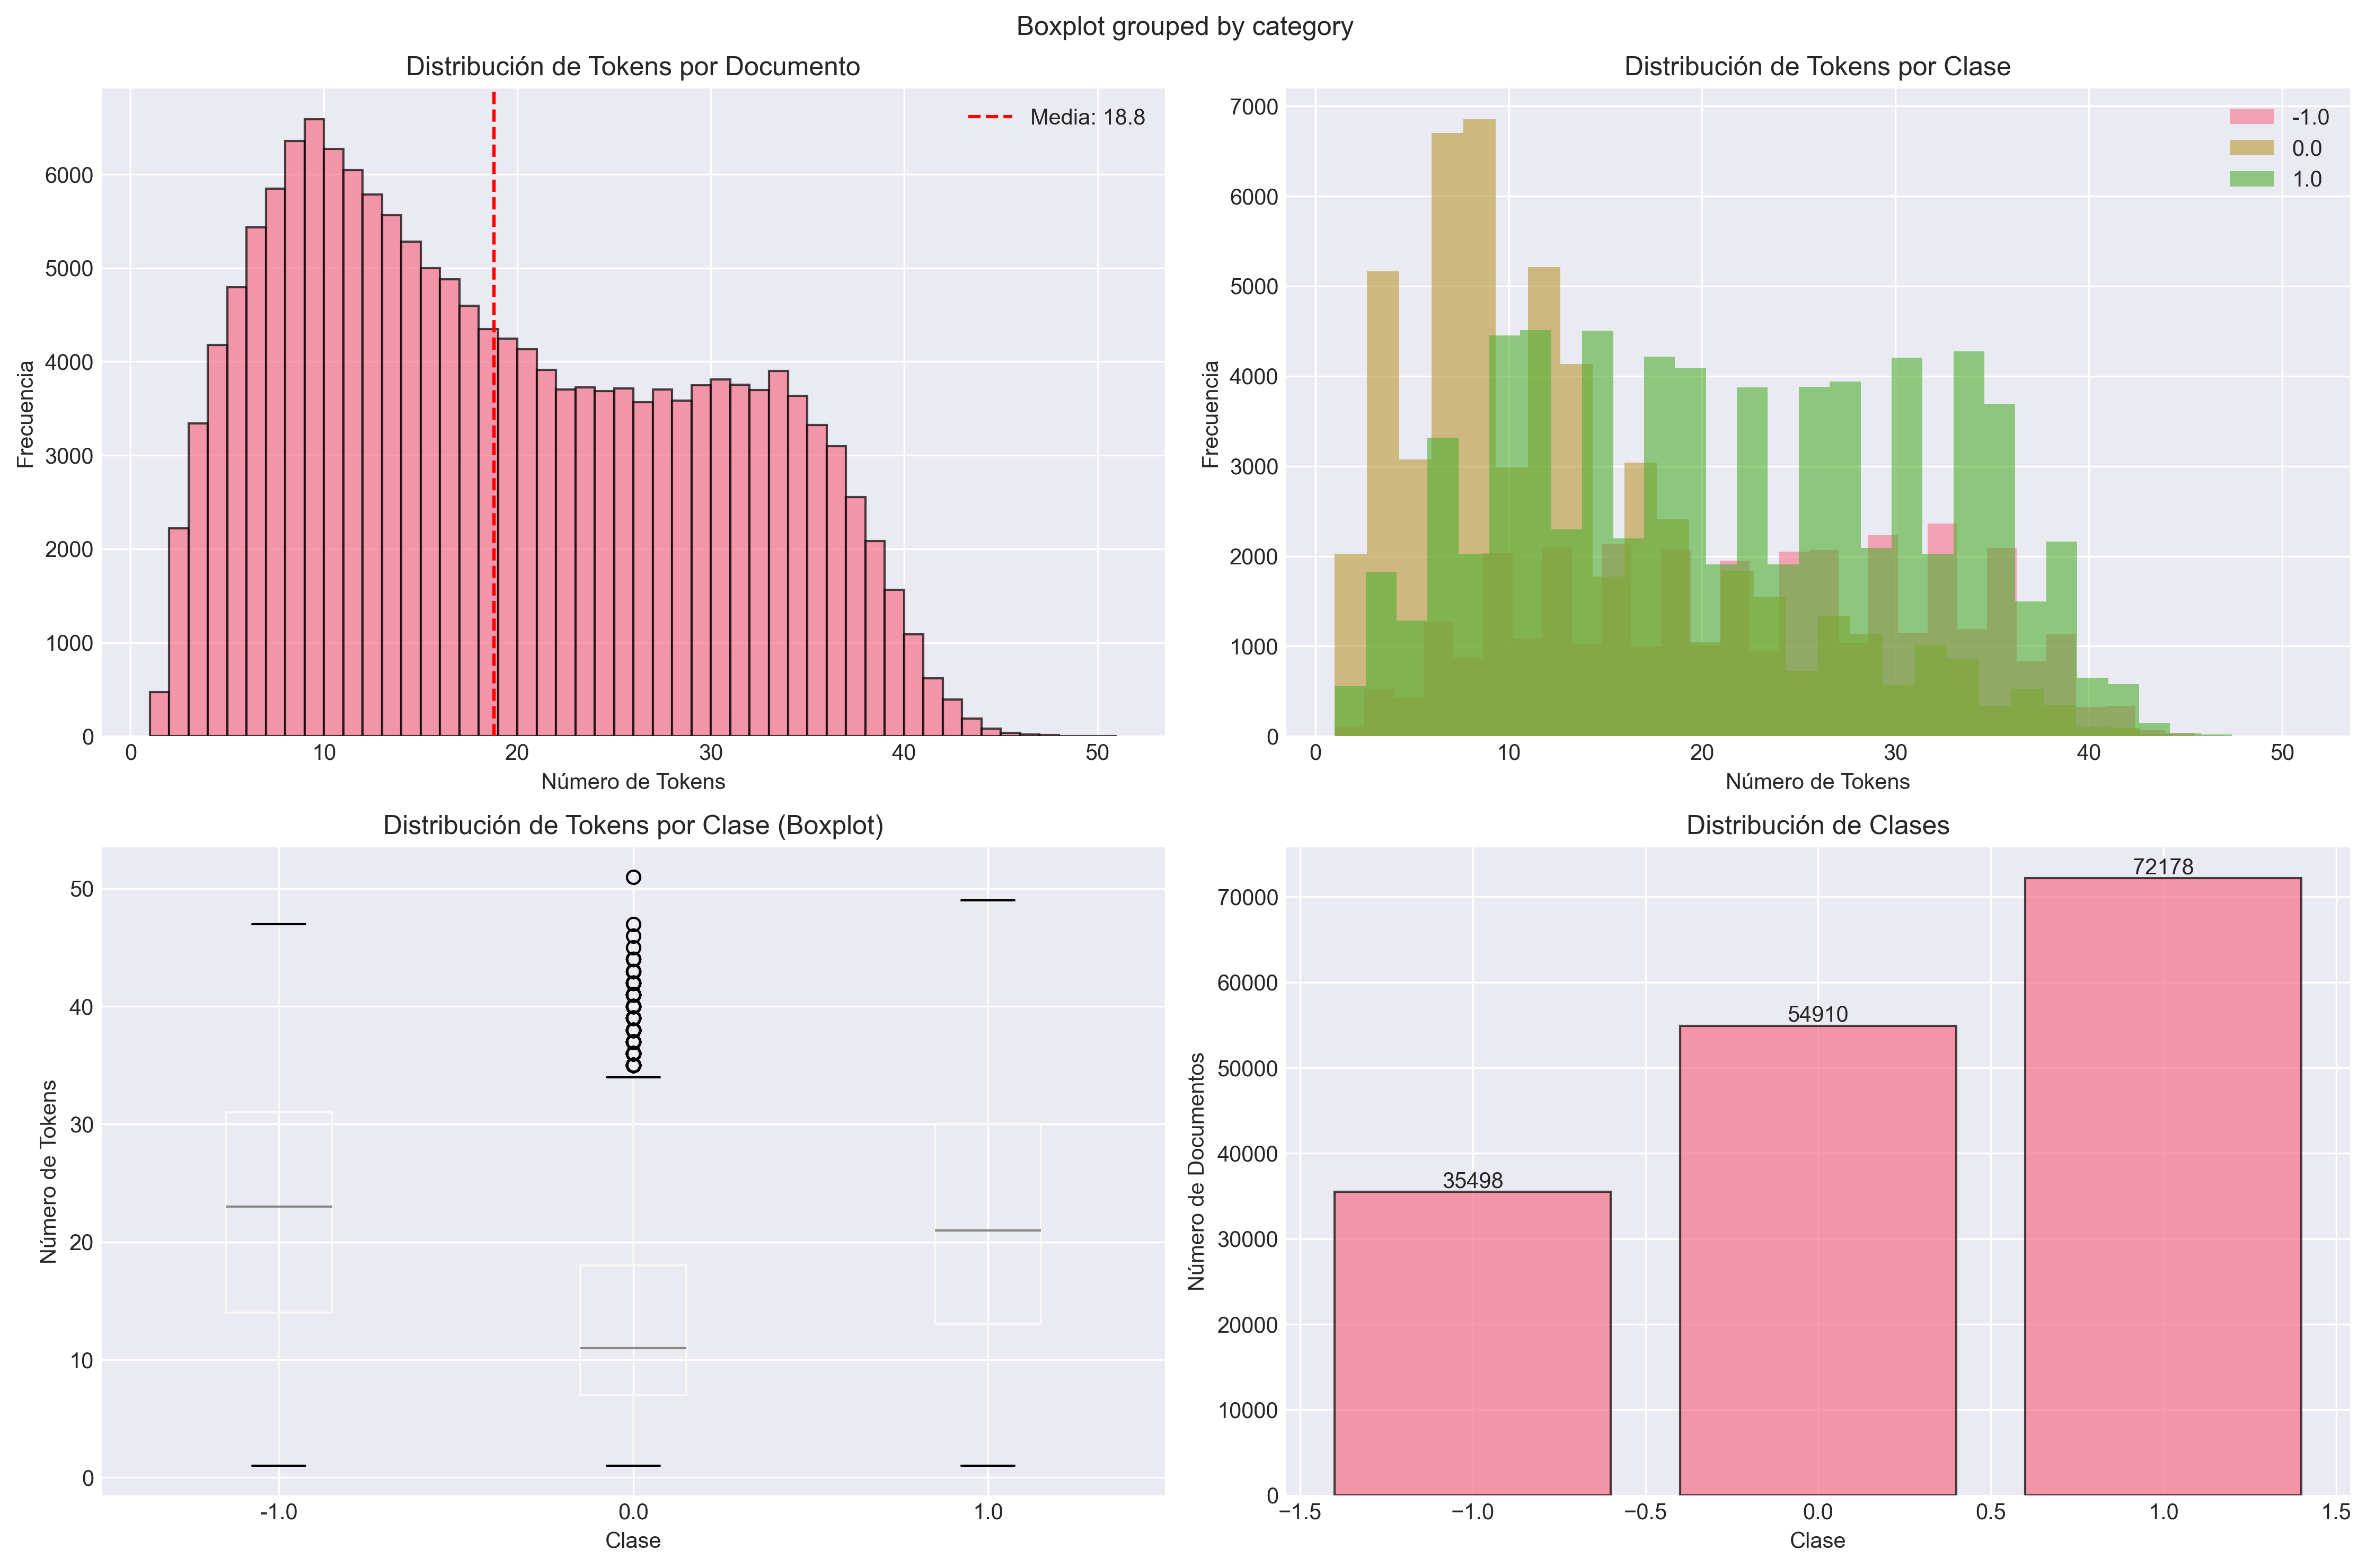 Boxplot grouped by category
Distribución de Tokens por Documento
Media: 18.8
Frecuencia
6000
5000
4000
3000
2000
1000
0
0 10 20 30 40 50
Número de Tokens
Distribución de Tokens por Clase
-1.0
0.0
1.0
Frecuencia
7000
6000
5000
4000
3000
2000
1000
0
0 10 20 30 40 50
Número de Tokens
Distribución de Tokens por Clase (Boxplot)
Número de Tokens
50
40
30
20
10
0
-1.0 0.0 1.0
Clase
Distribución de Clases
Número de Documentos
70000
60000
50000
40000
30000
20000
10000
0
35498
54910
72178
−1.5 −1.0 −0.5 0.0 0.5 1.0 1.5
Clase